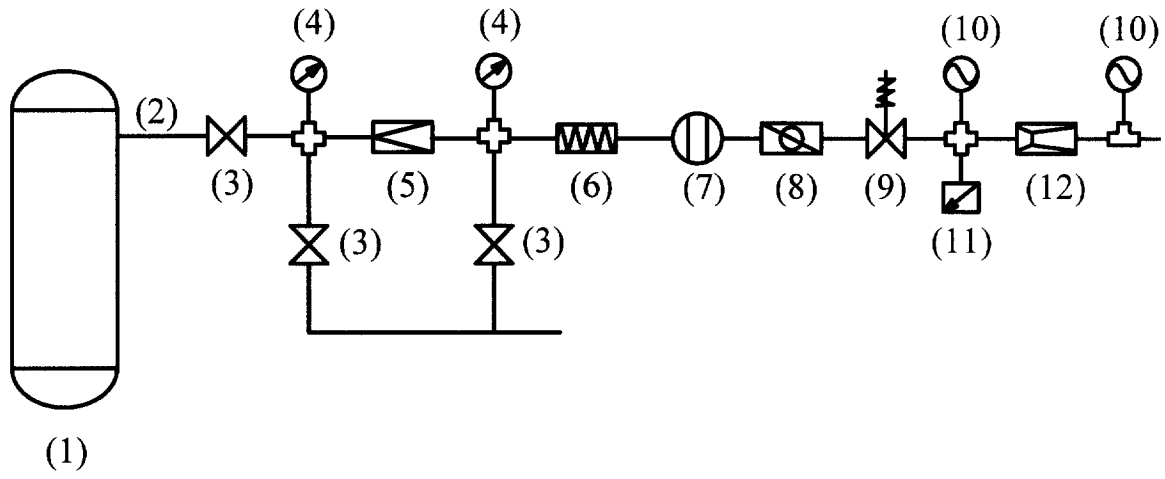 (4) (4) (10) (10)
(2)
(3) (5) (6) (7) (8) (9) (12)
(3) (3) (11)
(1)